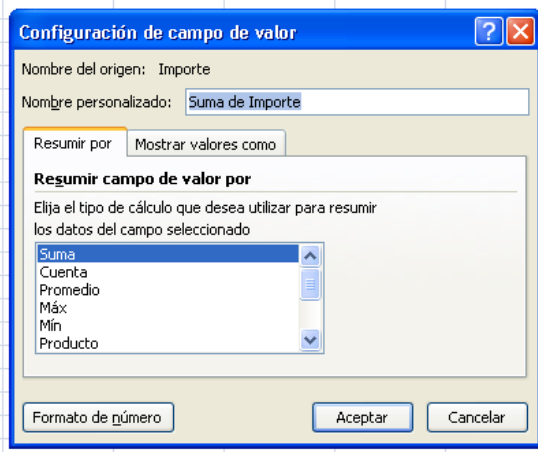 Configuración de campo de valor
Nombre del origen: Importe
Nombre personalizado: Suma de Importe
Resumir por Mostrar valores como
Resumir campo de valor por
Elija el tipo de cálculo que desea utilizar para resumir
los datos del campo seleccionado
Suma
Cuenta
Promedio
Máx
Mín
Producto
Formato de número Aceptar Cancelar